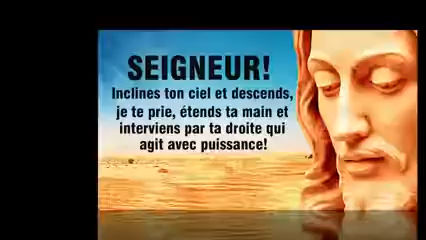 SEIGNEUR!
Inclines ton ciel et descends,
je te prie, étends ta main et
interviens par ta droite qui
agit avec puissance!